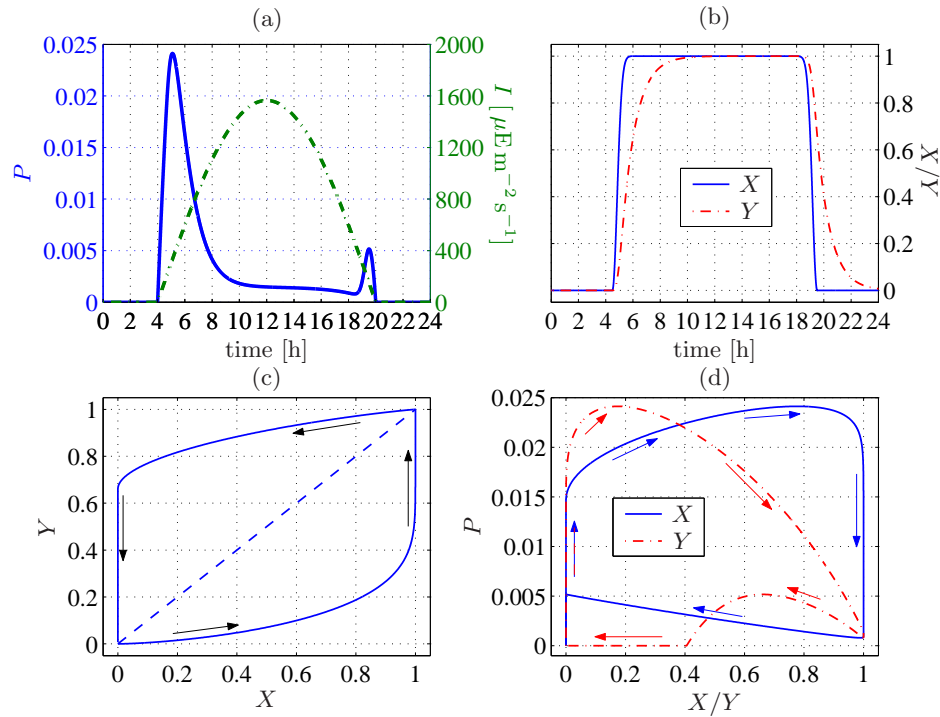 (a)
0.025
0.02
0.015
0.01
0.005
0
P
2000
1600
1200
800
400
0
I [ μE m⁻² s⁻¹]
0 2 4 6 8 10 12 14 16 18 20 22 24
time [h]
(b)
1
0.8
0.6
0.4
0.2
0
X/Y
X
Y
0 2 4 6 8 10 12 14 16 18 20 22 24
time [h]
(c)
1
0.8
0.6
0.4
0.2
0
Y
0 0.2 0.4 0.6 0.8 1
X
(d)
0.025
0.02
0.015
0.01
0.005
0
P
X
Y
0 0.2 0.4 0.6 0.8 1
X/Y